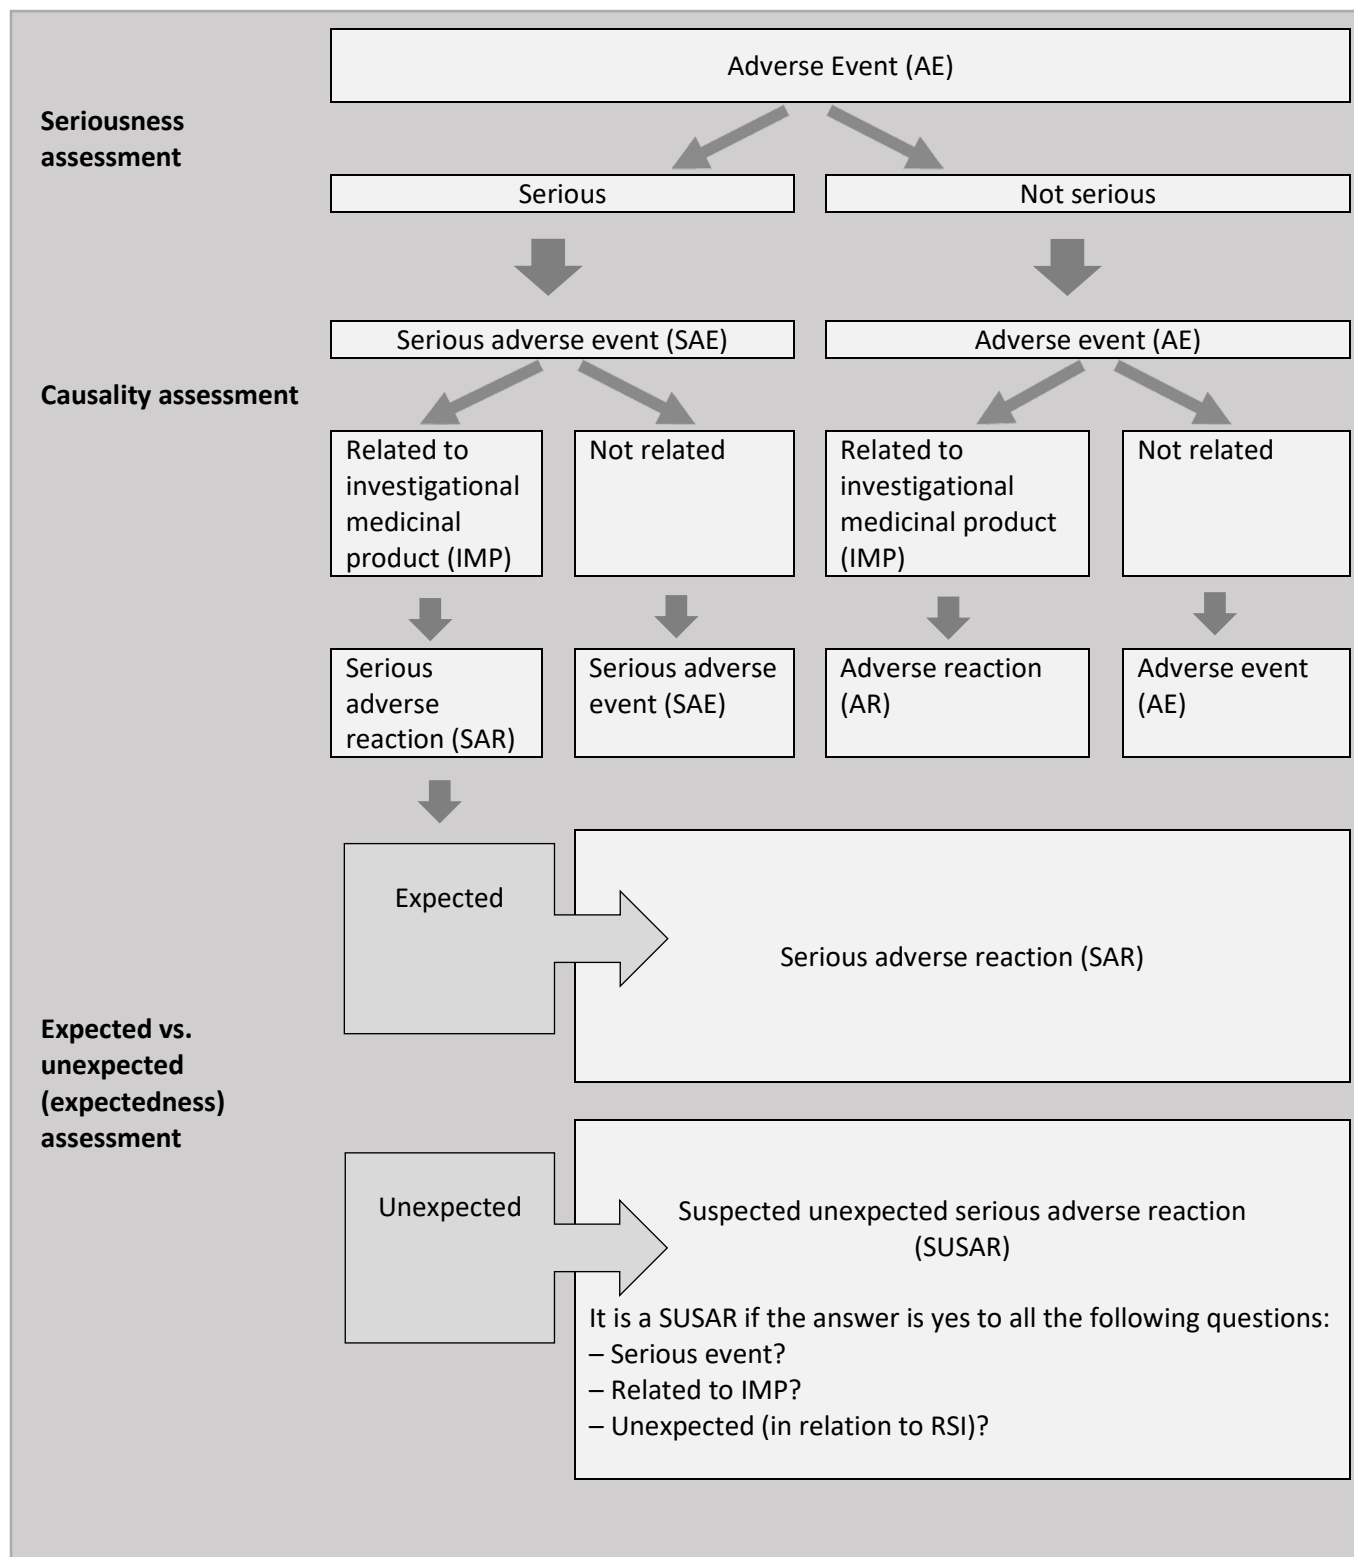 Adverse Event (AE)
Seriousness
assessment
Serious
Not serious
Serious adverse event (SAE)
Adverse event (AE)
Causality assessment
Related to
investigational
medicinal
product (IMP)
Not related
Related to
investigational
medicinal product
(IMP)
Not related
Serious
adverse
reaction (SAR)
Serious adverse
event (SAE)
Adverse reaction
(AR)
Adverse event
(AE)
Expected
Serious adverse reaction (SAR)
Expected vs.
unexpected
(expectedness)
assessment
Unexpected
Suspected unexpected serious adverse reaction
(SUSAR)
It is a SUSAR if the answer is yes to all the following questions:
– Serious event?
– Related to IMP?
– Unexpected (in relation to RSI)?